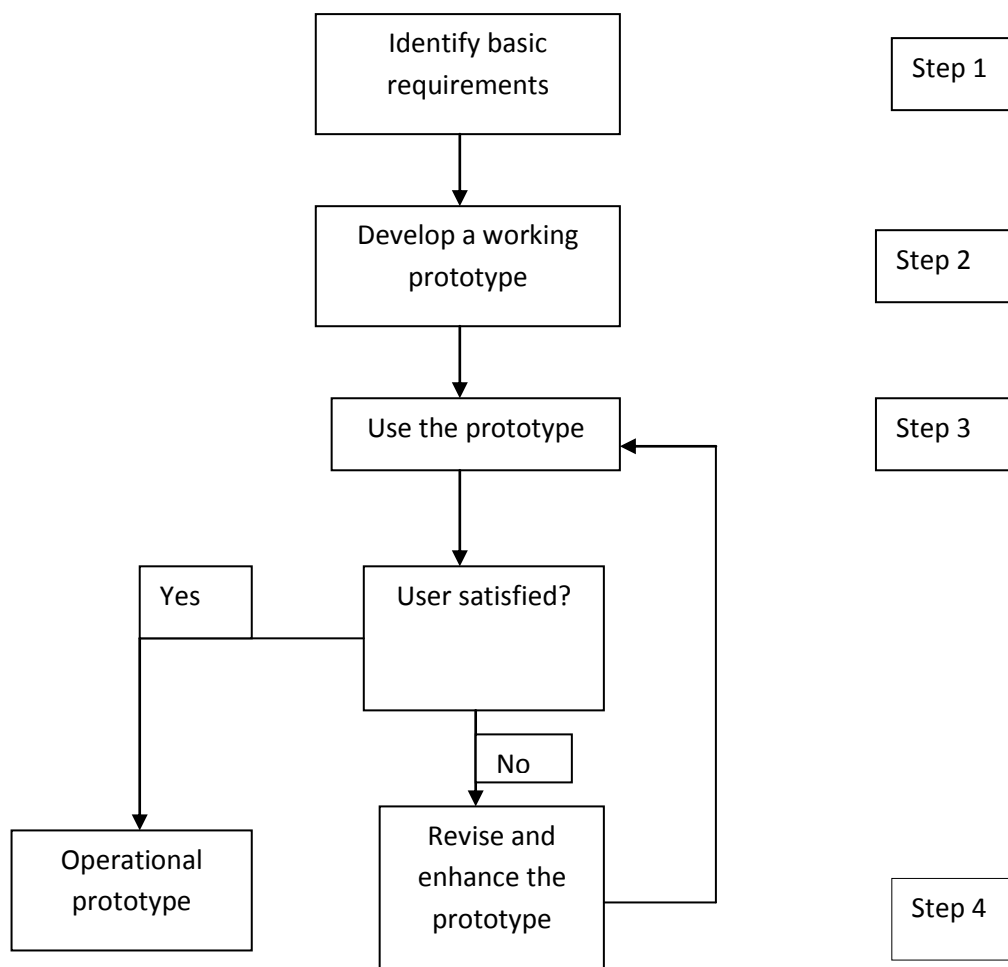 Identify basic
requirements
Step 1
Develop a working
prototype
Step 2
Use the prototype
Step 3
Yes
User satisfied?
No
Operational
prototype
Revise and
enhance the
prototype
Step 4